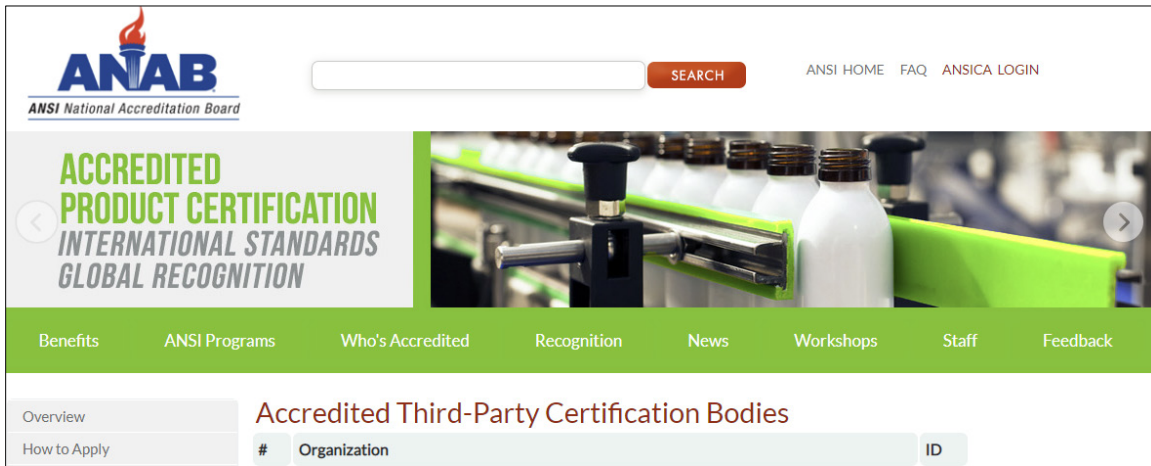 ANAB
ANSI National Accreditation Board
SEARCH
ANSI HOME FAQ ANSICA LOGIN
ACCREDITED
PRODUCT CERTIFICATION
INTERNATIONAL STANDARDS
GLOBAL RECOGNITION
Benefits ANSI Programs Who's Accredited Recognition News Workshops Staff Feedback
Overview
How to Apply
Accredited Third-Party Certification Bodies
# Organization ID